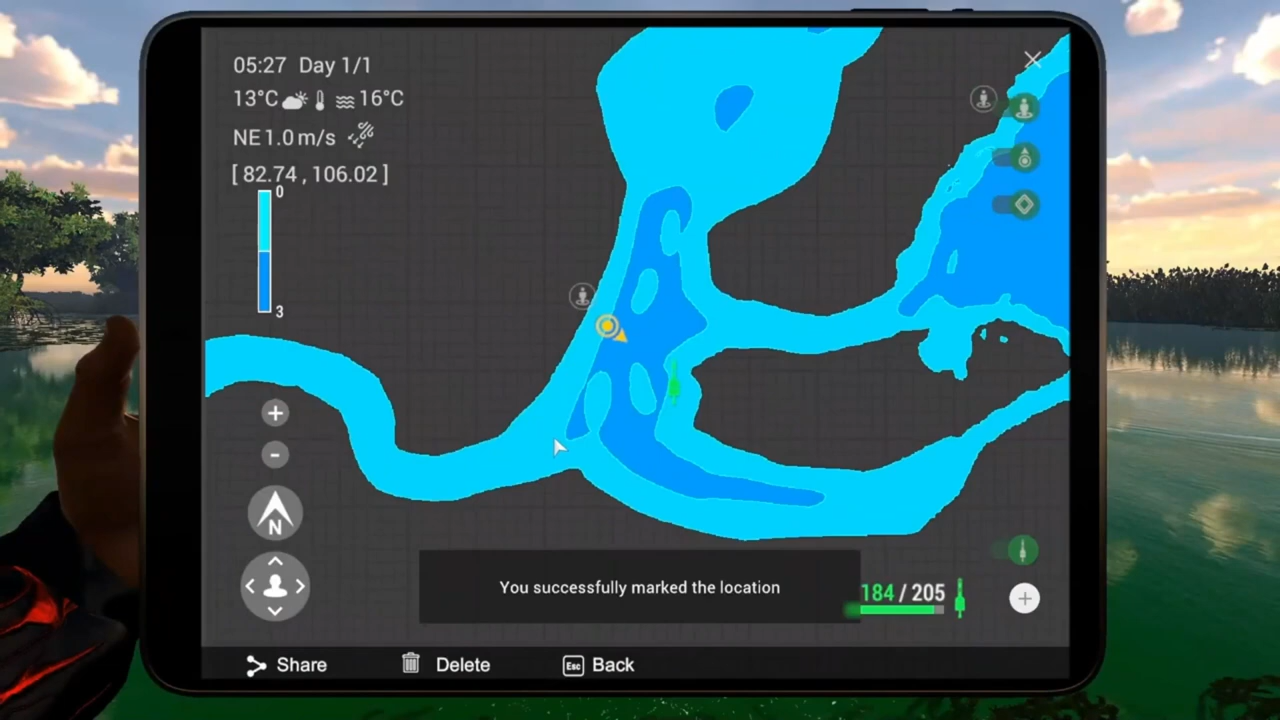 05:27 Day 1/1
13°C 16°C
NE 1.0 m/s
[ 82.74 , 106.02 ]
0
3
+
-
N
You successfully marked the location
184 / 205
+
Share
Delete
Esc Back